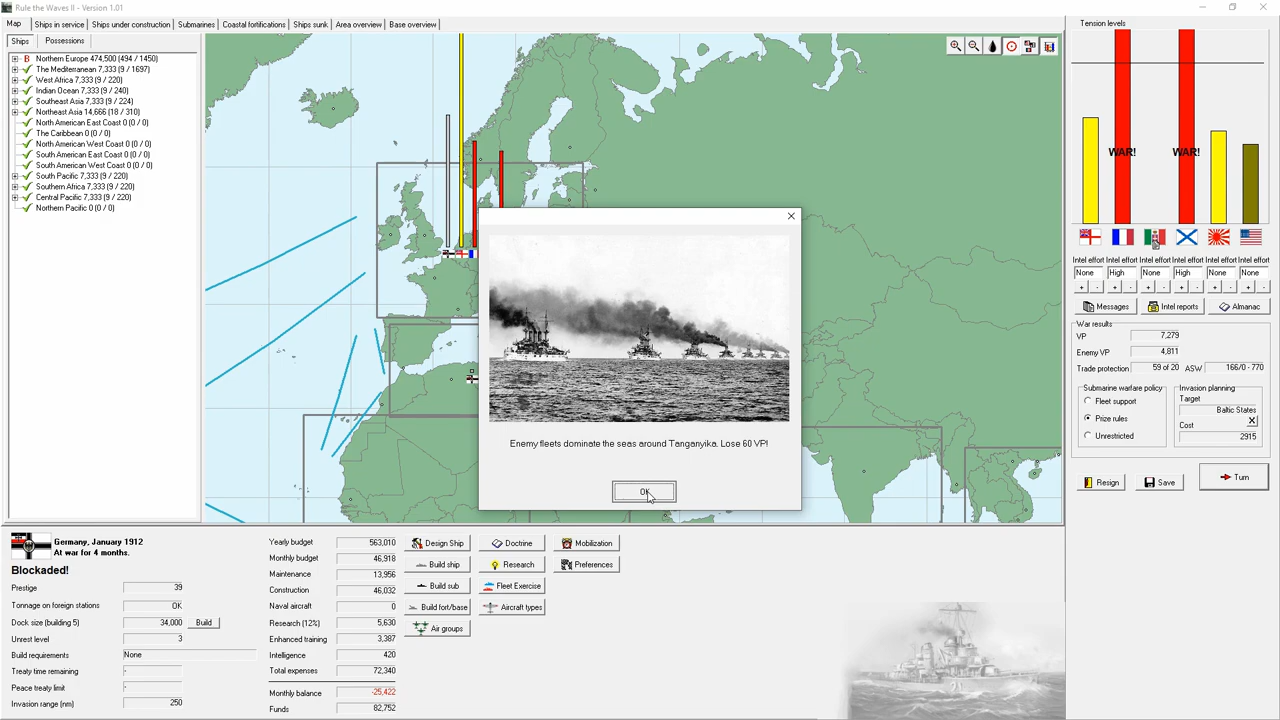 Rule the Waves II - Version 1.01
Map
Ships in service
Ships under construction
Submarines
Coastal fortifications
Ships sunk
Area overview
Base overview
Ships
Possessions
B Northern Europe 474,500 (494 / 1450)
The Mediterranean 7,333 (9 / 1697)
West Africa 7,333 (9 / 220)
Indian Ocean 7,333 (9 / 240)
Southeast Asia 7,333 (9 / 224)
Northeast Asia 14,666 (18 / 310)
North American East Coast 0 (0 / 0)
The Caribbean 0 (0 / 0)
North American West Coast 0 (0 / 0)
South American East Coast 0 (0 / 0)
South American West Coast 0 (0 / 0)
South Pacific 7,333 (9 / 220)
Southern Africa 7,333 (9 / 220)
Central Pacific 7,333 (9 / 220)
Northern Pacific 0 (0 / 0)
Enemy fleets dominate the seas around Tanganyika. Lose 60 VP!
OK
Tension levels
WAR! WAR!
Intel effort Intel effort Intel effort Intel effort Intel effort Intel effort
None High None High None None
+ - + - + - + - + - + -
Messages
Intel reports
Almanac
War results
VP 7,279
Enemy VP 4,811
Trade protection 59 of 20 ASW 166/0 - 770
Submarine warfare policy
Fleet support
Prize rules
Unrestricted
Invasion planning
Target
Baltic States
X
Cost
2915
Resign
Save
Turn
Germany, January 1912
At war for 4 months.
Blockaded!
Prestige 39
Tonnage on foreign stations OK
Dock size (building 5) 34,000 Build
Unrest level 3
Build requirements None
Treaty time remaining -
Peace treaty limit -
Invasion range (nm) 250
Yearly budget 563,010
Monthly budget 46,918
Maintenance 13,956
Construction 46,032
Naval aircraft 0
Research (12%) 5,630
Enhanced training 3,387
Intelligence 420
Total expenses 72,340
Monthly balance -25,422
Funds 82,752
Design Ship
Doctrine
Mobilization
Build ship
Research
Preferences
Build sub
Fleet Exercise
Build fort/base
Aircraft types
Air groups